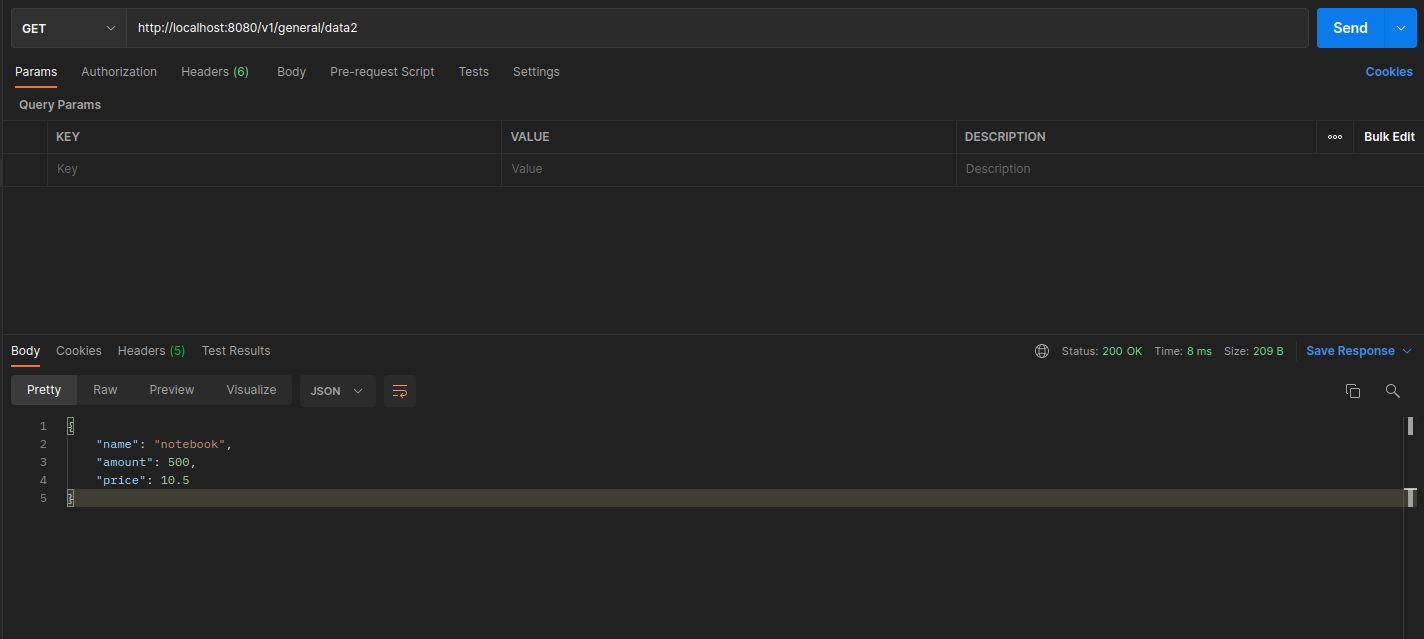 GET http://localhost:8080/v1/general/data2 Send
Params Authorization Headers (6) Body Pre-request Script Tests Settings Cookies
Query Params
KEY VALUE DESCRIPTION Bulk Edit
Key Value Description
Body Cookies Headers (5) Test Results Status: 200 OK Time: 8 ms Size: 209 B Save Response
Pretty Raw Preview Visualize JSON
1 {
2 "name": "notebook",
3 "amount": 500,
4 "price": 10.5
5 }